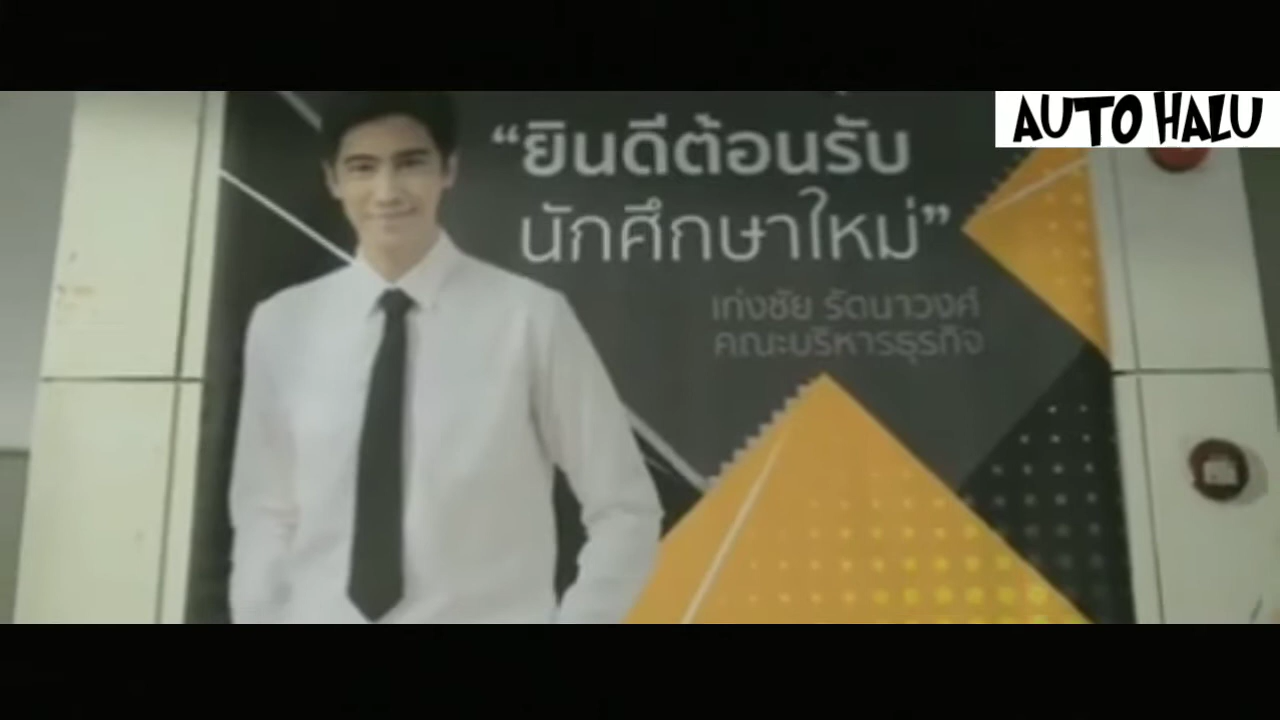 AUTO HALU
“ยินดีต้อนรับ
นักศึกษาใหม่”
เก่งชัย รัตนาวงศ์
คณะบริหารธุรกิจ